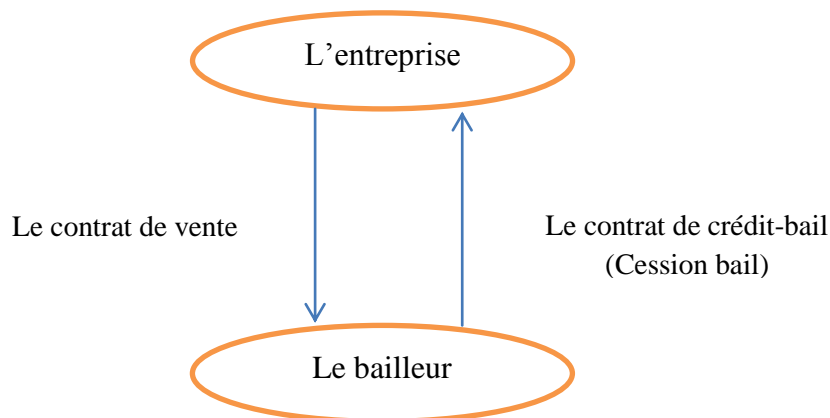 L’entreprise
Le contrat de vente
Le contrat de crédit-bail
(Cession bail)
Le bailleur